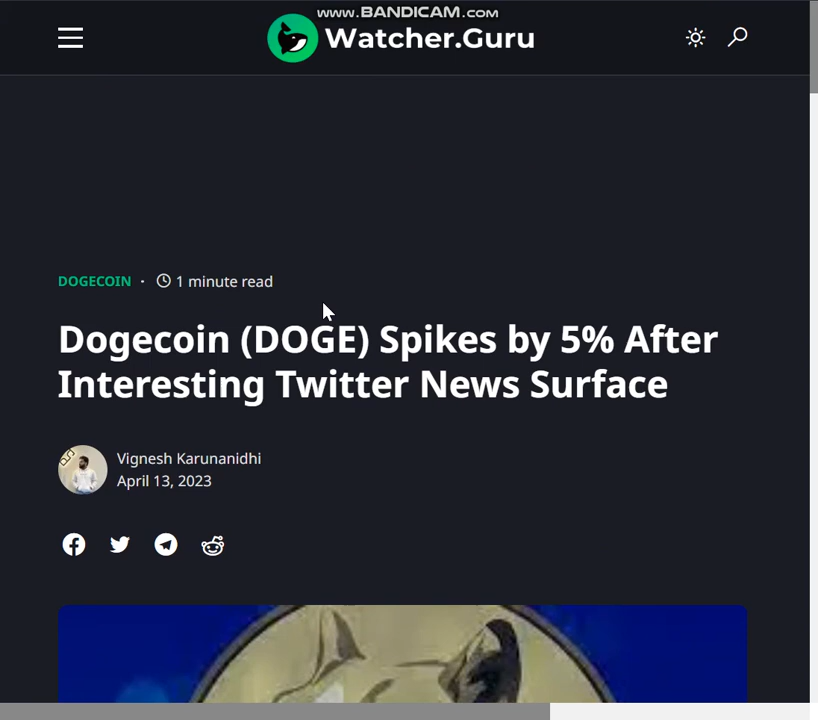 www.BANDICAM.com
Watcher.Guru
DOGECOIN · 1 minute read
Dogecoin (DOGE) Spikes by 5% After
Interesting Twitter News Surface
Vignesh Karunanidhi
April 13, 2023